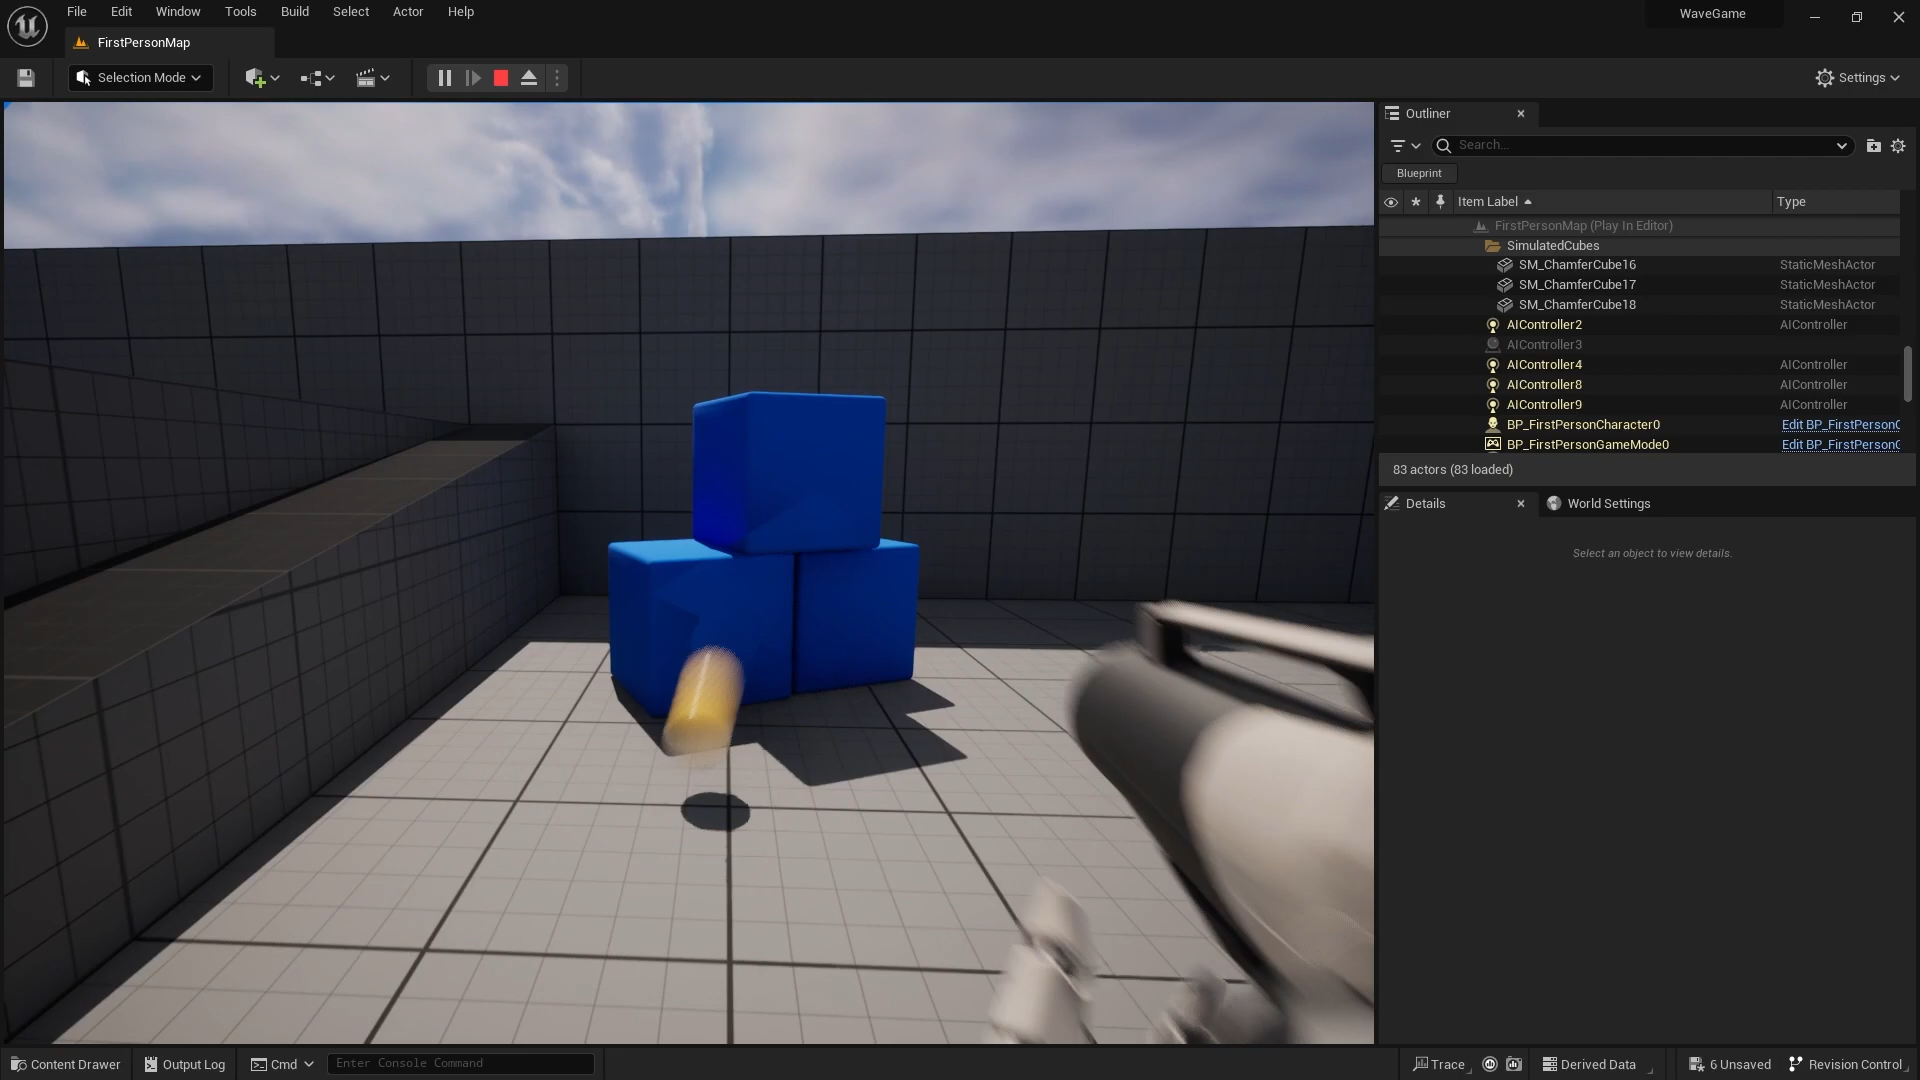 File Edit Window Tools Build Select Actor Help
WaveGame
FirstPersonMap
Selection Mode
Settings
Outliner
Search...
Blueprint
Item Label Type
FirstPersonMap (Play In Editor)
SimulatedCubes
SM_ChamferCube16 StaticMeshActor
SM_ChamferCube17 StaticMeshActor
SM_ChamferCube18 StaticMeshActor
AIController2 AIController
AIController3
AIController4 AIController
AIController8 AIController
AIController9 AIController
BP_FirstPersonCharacter0 Edit BP_FirstPersonC
BP_FirstPersonGameMode0 Edit BP_FirstPersonG
83 actors (83 loaded)
Details World Settings
Select an object to view details.
Content Drawer Output Log Cmd Enter Console Command Trace Derived Data 6 Unsaved Revision Control